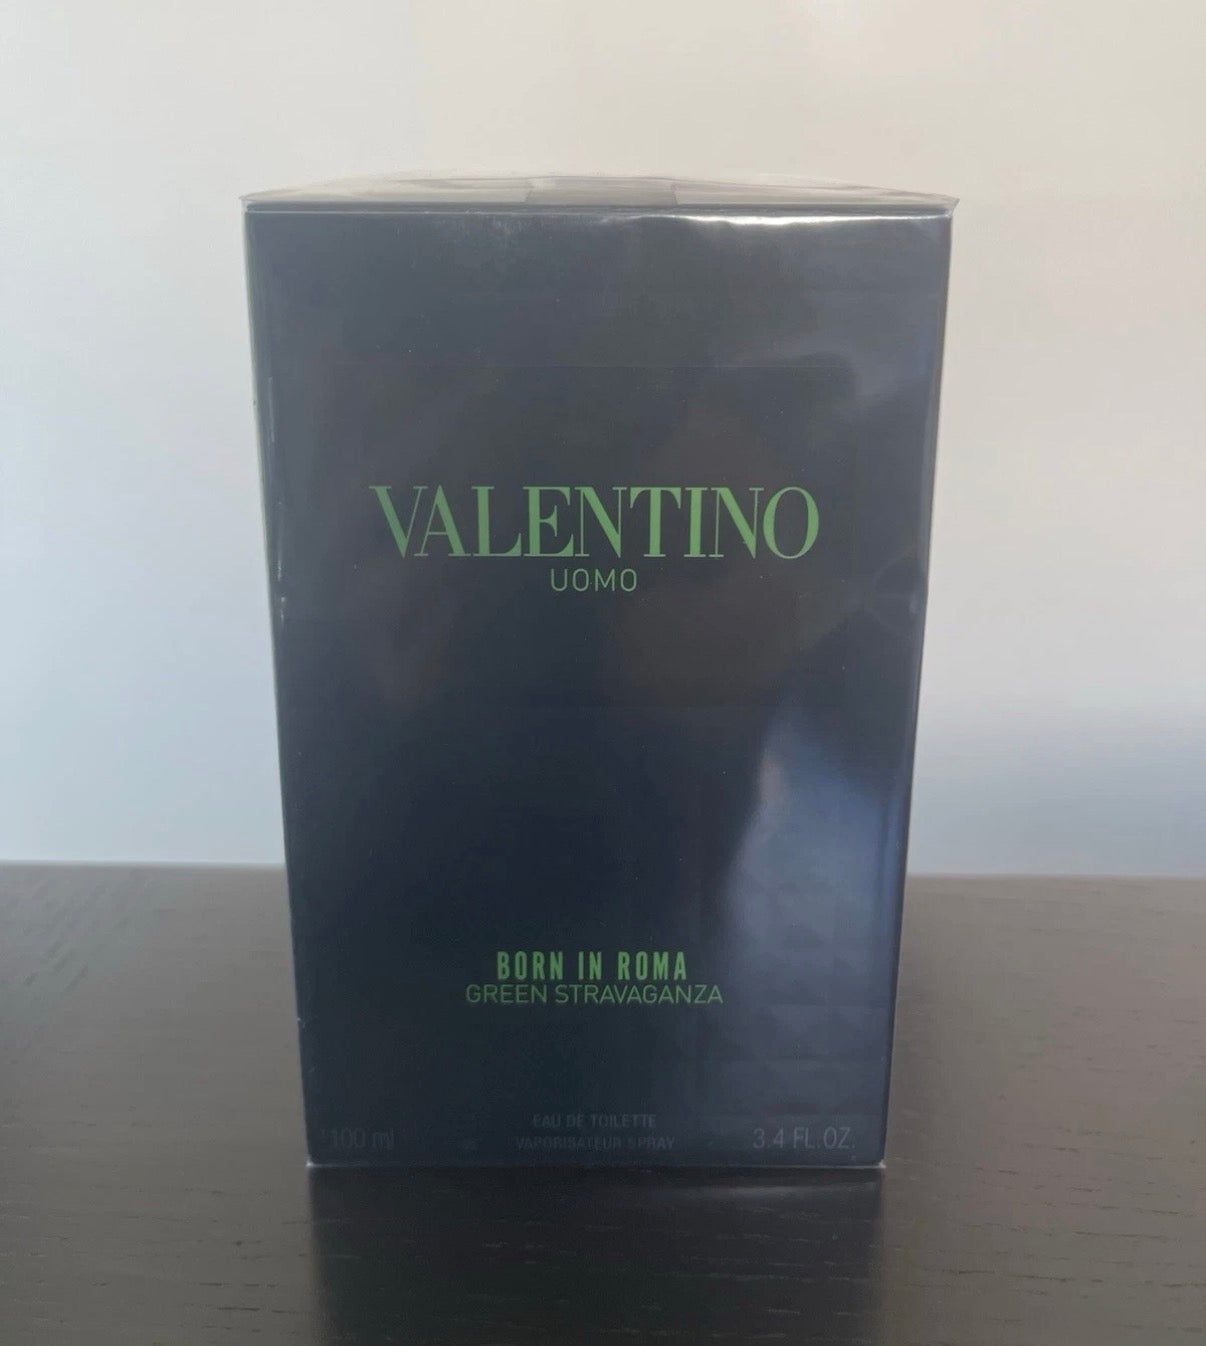 VALENTINO
UOMO
BORN IN ROMA
GREEN STRAVAGANZA
EAU DE TOILETTE
100 ml VAPORISATEUR SPRAY 3.4 FL.OZ.